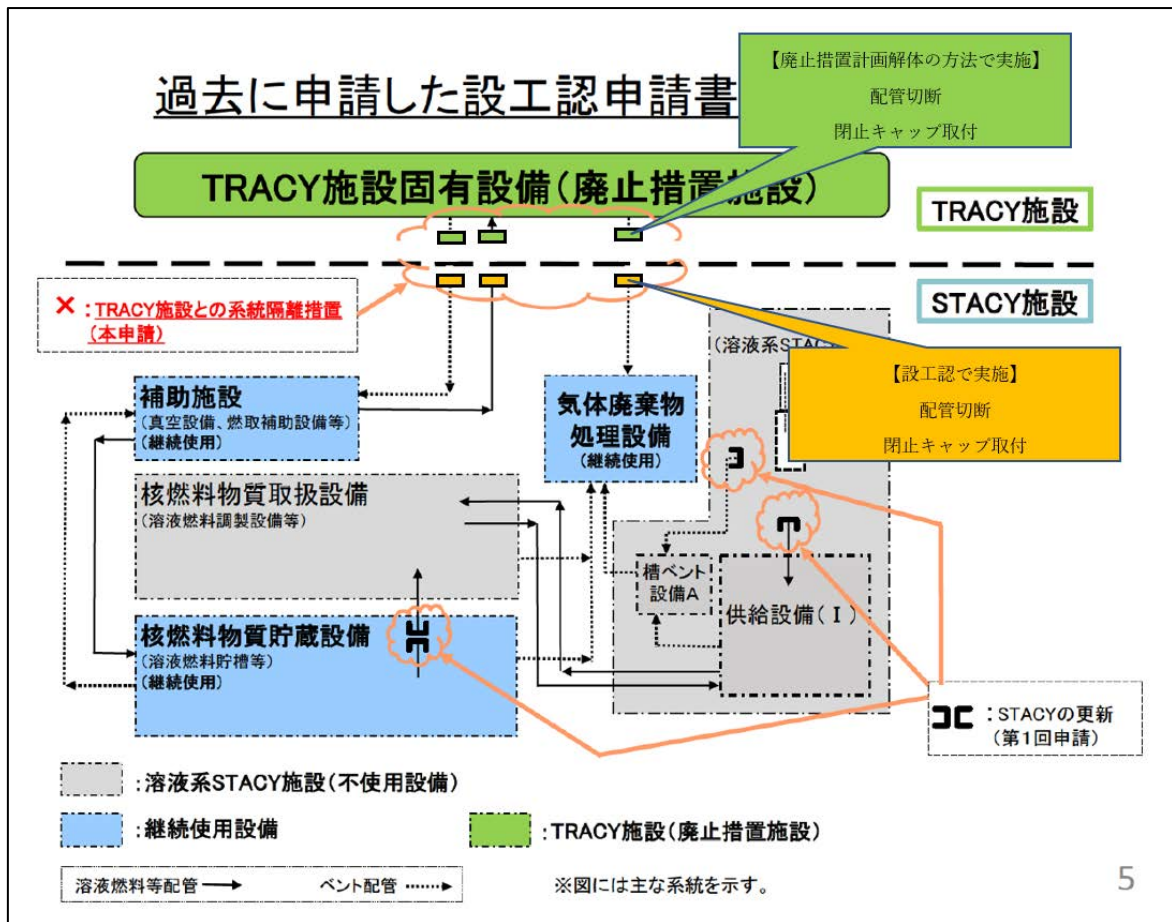 過去に申請した設工認申請書
【廃止措置計画解体の方法で実施】
配管切断
閉止キャップ取付
TRACY施設固有設備(廃止措置施設)
TRACY施設
STACY施設
×:TRACY施設との系統隔離措置
(本申請)
(溶液系STACY
【設工認で実施】
配管切断
閉止キャップ取付
補助施設
(真空設備、燃取補助設備等)
(継続使用)
気体廃棄物
処理設備
(継続使用)
核燃料物質取扱設備
(溶液燃料調製設備等)
槽ベント
設備A
供給設備(Ⅰ)
核燃料物質貯蔵設備
(溶液燃料貯槽等)
(継続使用)
:STACYの更新
(第1回申請)
:溶液系STACY施設(不使用設備)
:継続使用設備
:TRACY施設(廃止措置施設)
溶液燃料等配管
ベント配管
※図には主な系統を示す。
5